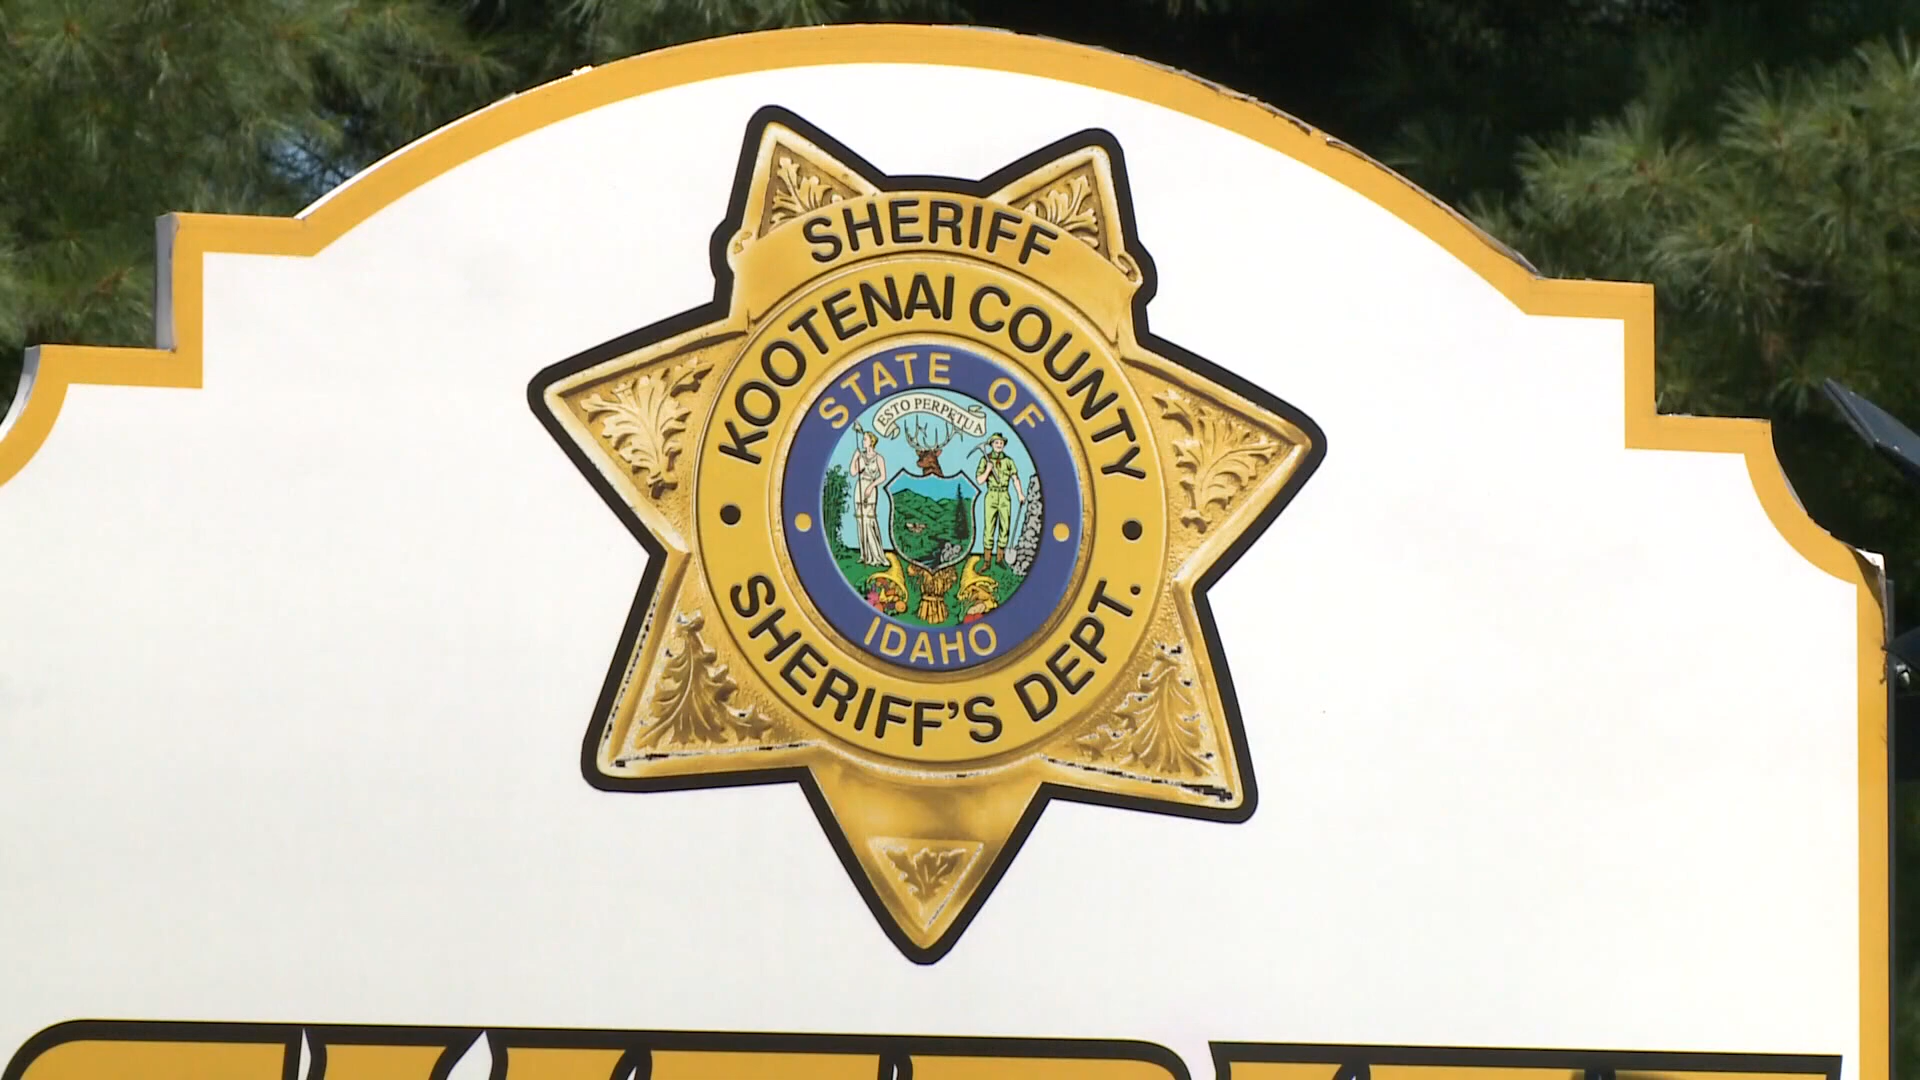 SHERIFF
KOOTENAI COUNTY
STATE OF
ESTO PERPETUA
IDAHO
SHERIFF'S DEPT.